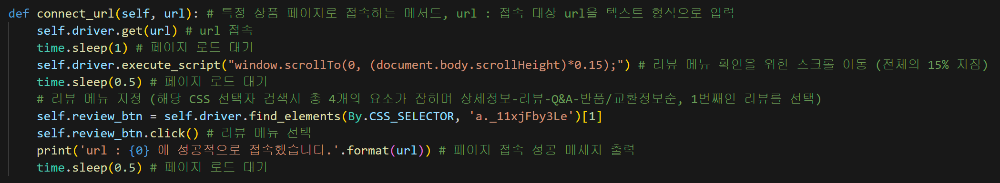 def connect_url(self, url): # 특정 상품 페이지로 접속하는 메서드, url : 접속 대상 url을 텍스트 형식으로 입력
    self.driver.get(url) # url 접속
    time.sleep(1) # 페이지 로드 대기
    self.driver.execute_script("window.scrollTo(0, (document.body.scrollHeight)*0.15);") # 리뷰 메뉴 확인을 위한 스크롤 이동 (전체의 15% 지점)
    time.sleep(0.5) # 페이지 로드 대기
    # 리뷰 메뉴 지정 (해당 CSS 선택자 검색시 총 4개의 요소가 잡히며 상세정보-리뷰-Q&A-반품/교환정보순, 1번째인 리뷰를 선택)
    self.review_btn = self.driver.find_elements(By.CSS_SELECTOR, 'a._11xjFby3Le')[1]
    self.review_btn.click() # 리뷰 메뉴 선택
    print('url : {0} 에 성공적으로 접속했습니다.'.format(url)) # 페이지 접속 성공 메세지 출력
    time.sleep(0.5) # 페이지 로드 대기